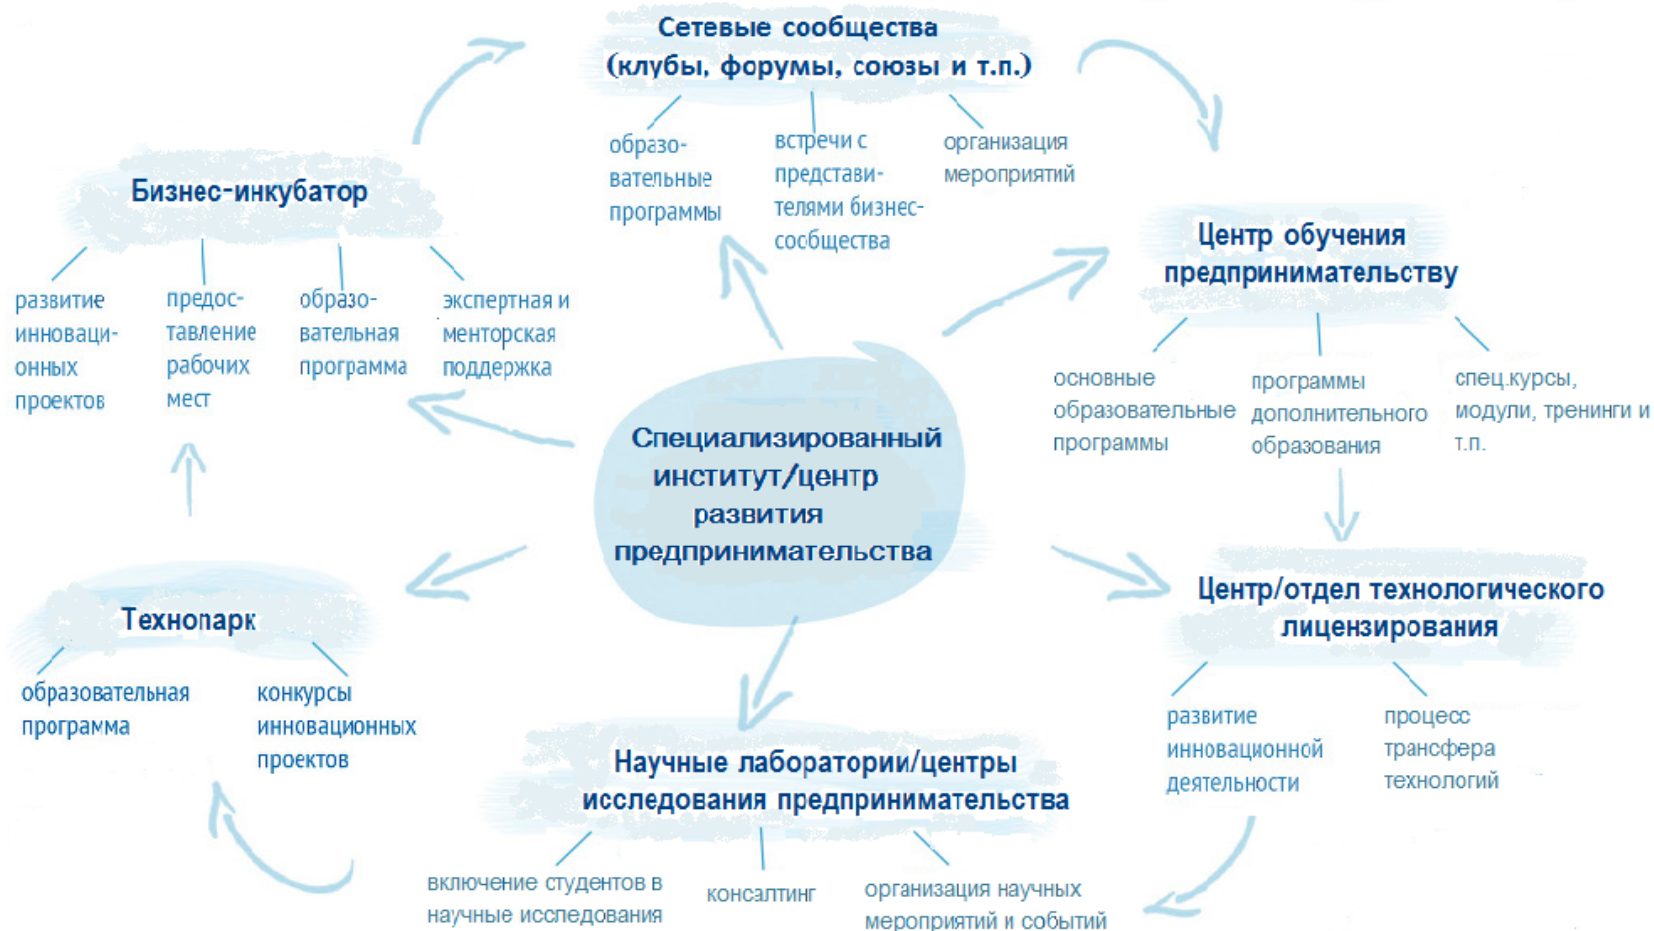 Сетевые сообщества
(клубы, форумы, союзы и т.п.)
образо-
вательные
программы
встречи с
представи-
телями бизнес-
сообщества
организация
мероприятий
Бизнес-инкубатор
развитие
инноваци-
онных
проектов
предос-
тавление
рабочих
мест
образо-
вательная
программа
экспертная и
менторская
поддержка
Центр обучения
предпринимательству
основные
образовательные
программы
программы
дополнительного
образования
спец.курсы,
модули, тренинги и
т.п.
Специализированный
институт/центр
развития
предпринимательства
Технопарк
образовательная
программа
конкурсы
инновационных
проектов
Центр/отдел технологического
лицензирования
развитие
инновационной
деятельности
процесс
трансфера
технологий
Научные лаборатории/центры
исследования предпринимательства
включение студентов в
научные исследования
консалтинг
организация научных
мероприятий и событий